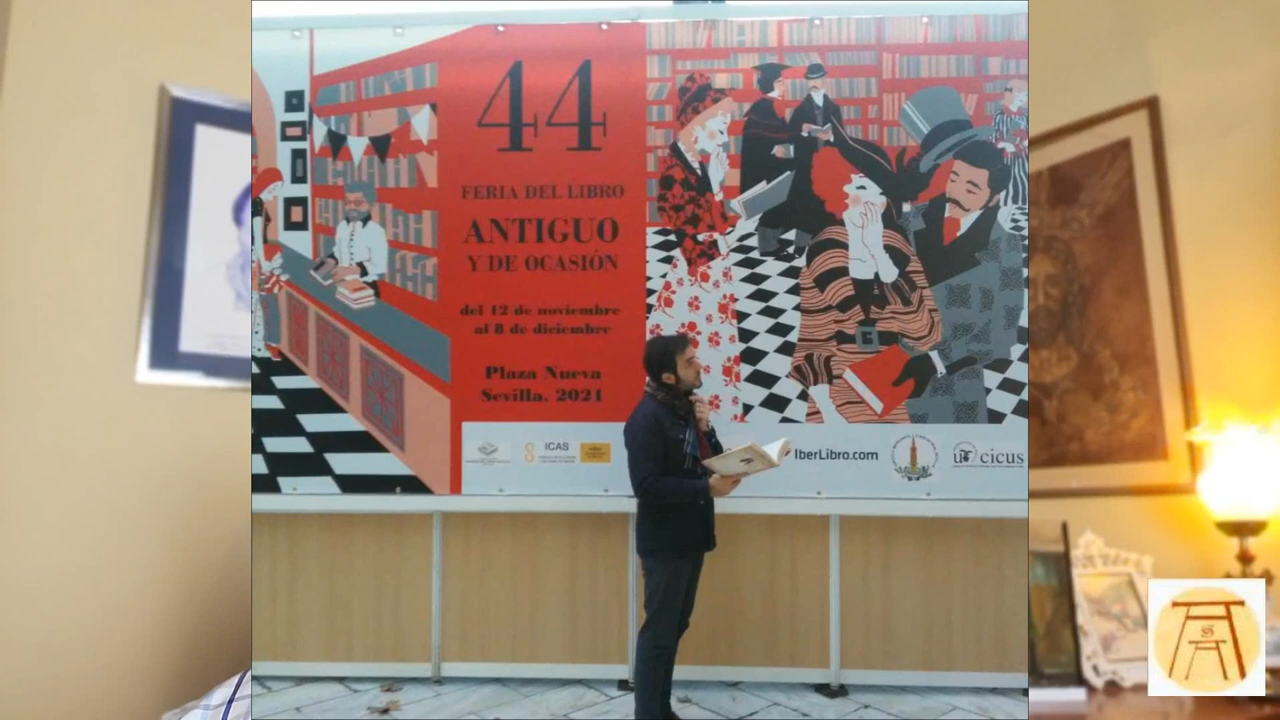 44
FERIA DEL LIBRO
ANTIGUO
Y DE OCASIÓN
del 12 de noviembre
al 8 de diciembre
Plaza Nueva
Sevilla, 2021
ICAS
IberLibro.com
cicus
S